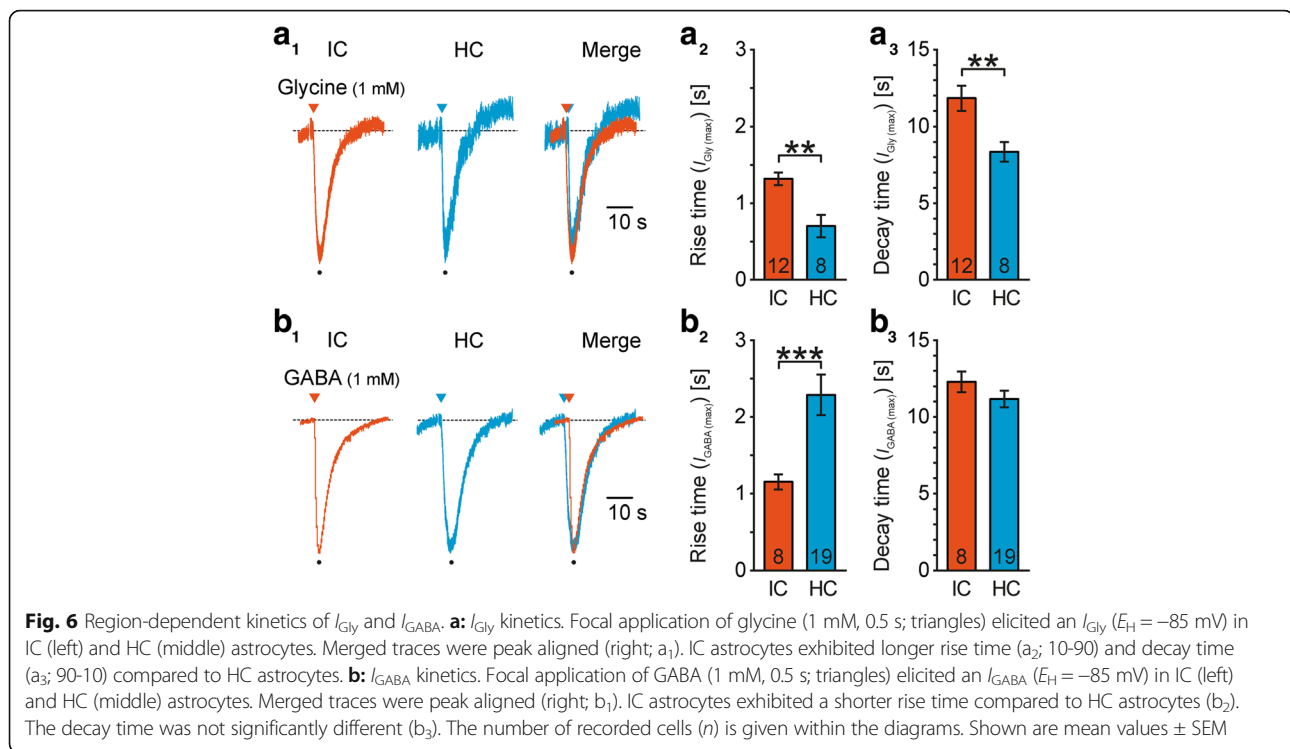 a1 IC HC Merge
Glycine (1 mM)
10 s
a2
Rise time (IGly (max)) [s]
3
2
1
0
**
12 8
IC HC
a3
Decay time (IGly (max)) [s]
15
10
5
0
**
12 8
IC HC
b1 IC HC Merge
GABA (1 mM)
10 s
b2
Rise time (IGABA (max)) [s]
3
2
1
0
***
8 19
IC HC
b3
Decay time (IGABA (max)) [s]
15
10
5
0
8 19
IC HC
Fig. 6 Region-dependent kinetics of IGly and IGABA. a: IGly kinetics. Focal application of glycine (1 mM, 0.5 s; triangles) elicited an IGly (EH = −85 mV) in
IC (left) and HC (middle) astrocytes. Merged traces were peak aligned (right; a1). IC astrocytes exhibited longer rise time (a2; 10-90) and decay time
(a3; 90-10) compared to HC astrocytes. b: IGABA kinetics. Focal application of GABA (1 mM, 0.5 s; triangles) elicited an IGABA (EH = −85 mV) in IC (left)
and HC (middle) astrocytes. Merged traces were peak aligned (right; b1). IC astrocytes exhibited a shorter rise time compared to HC astrocytes (b2).
The decay time was not significantly different (b3). The number of recorded cells (n) is given within the diagrams. Shown are mean values ± SEM